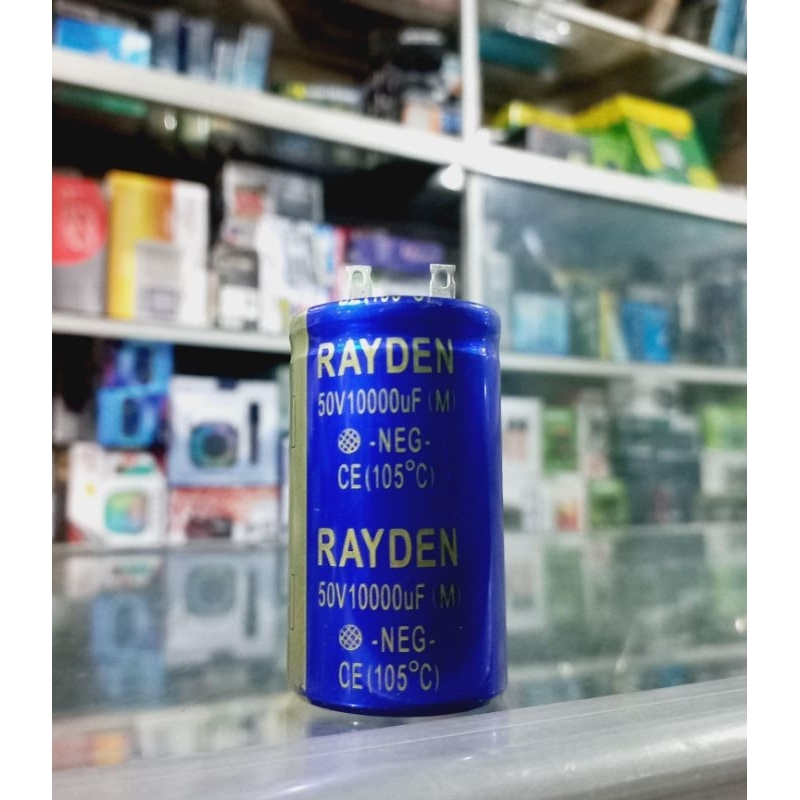 RAYDEN
50V10000uF (M)
-NEG-
CE(105°C)
RAYDEN
50V10000uF (M)
-NEG-
CE(105°C)